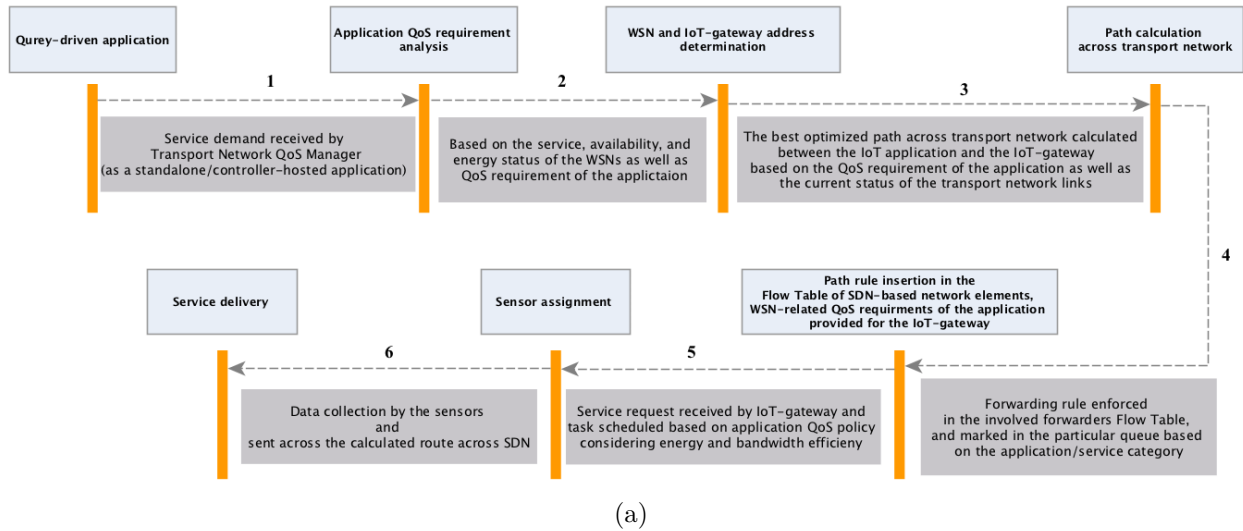 Qurey-driven application
Application QoS requirement
analysis
WSN and IoT-gateway address
determination
Path calculation
across transport network
1
2
3
Service demand received by
Transport Network QoS Manager
(as a standalone/controller-hosted application)
Based on the service, availability, and
energy status of the WSNs as well as
QoS requirement of the applictaion
The best optimized path across transport network calculated
between the IoT application and the IoT-gateway
based on the QoS requirement of the application as well as
the current status of the transport network links
4
Path rule insertion in the
Flow Table of SDN-based network elements,
WSN-related QoS requirments of the application
provided for the IoT-gateway
Sensor assignment
Service delivery
5
6
Forwarding rule enforced
in the involved forwarders Flow Table,
and marked in the particular queue based
on the application/service category
Service request received by IoT-gateway and
task scheduled based on application QoS policy
considering energy and bandwidth efficieny
Data collection by the sensors
and
sent across the calculated route across SDN
(a)